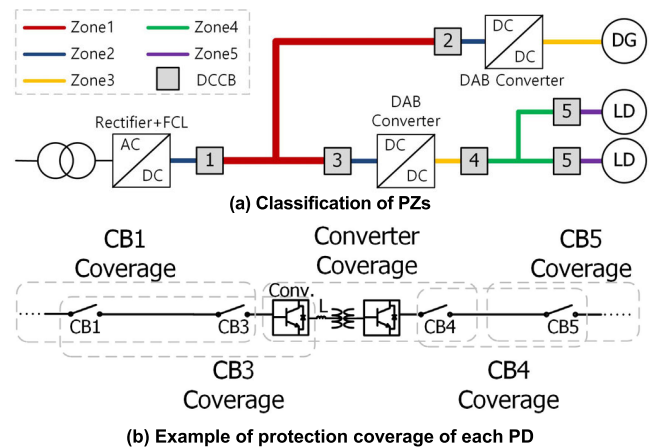 Zone1
Zone4
Zone2
Zone5
Zone3
DCCB
2
DC
DC
DG
DAB Converter
Rectifier+FCL
AC
DC
1
3
DAB
Converter
DC
DC
4
5
LD
5
LD
(a) Classification of PZs
CB1
Coverage
Converter
Coverage
CB5
Coverage
Conv.
L
CB1
CB3
CB4
CB5
CB3
Coverage
CB4
Coverage
(b) Example of protection coverage of each PD